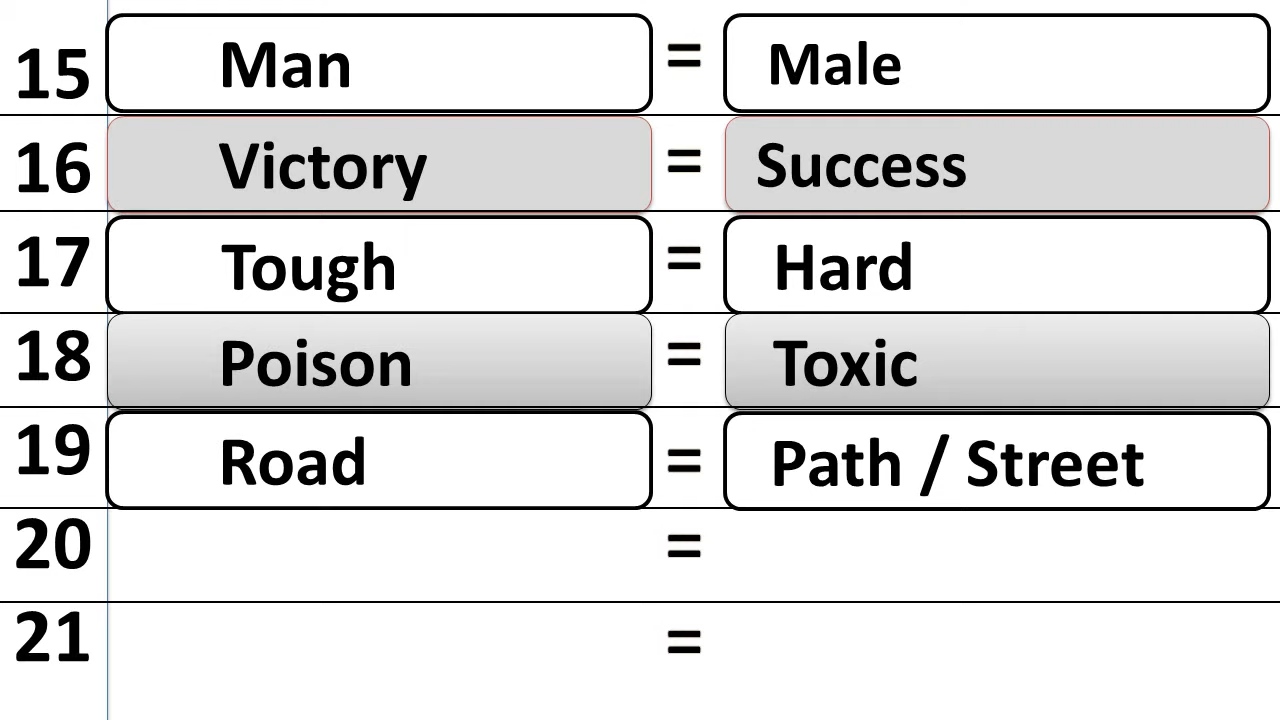 15 Man = Male
16 Victory = Success
17 Tough = Hard
18 Poison = Toxic
19 Road = Path / Street
20 =
21 =